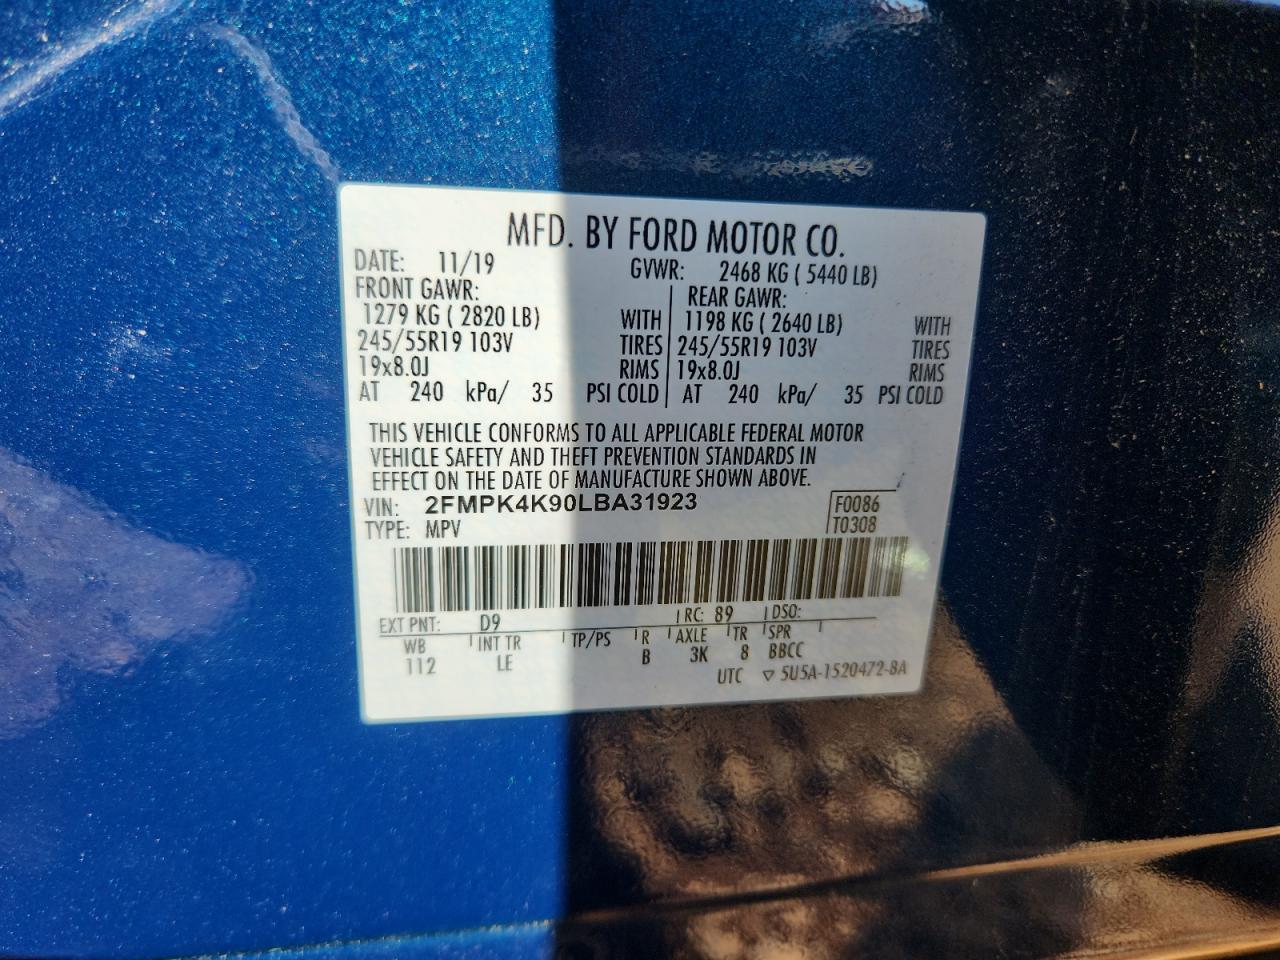 MFD. BY FORD MOTOR CO.
DATE: 11/19 GVWR: 2468 KG ( 5440 LB)
FRONT GAWR: REAR GAWR:
1279 KG ( 2820 LB) WITH 1198 KG ( 2640 LB) WITH
245/55R19 103V TIRES 245/55R19 103V TIRES
19x8.0J RIMS 19x8.0J RIMS
AT 240 kPa/ 35 PSI COLD AT 240 kPa/ 35 PSI COLD
THIS VEHICLE CONFORMS TO ALL APPLICABLE FEDERAL MOTOR
VEHICLE SAFETY AND THEFT PREVENTION STANDARDS IN
EFFECT ON THE DATE OF MANUFACTURE SHOWN ABOVE.
VIN: 2FMPK4K90LBA31923 F0086
TYPE: MPV T0308
EXT PNT: D9 RC: 89 DSO:
WB INT TR TP/PS R AXLE TR SPR
112 LE B 3K 8 BBCC
UTC ▽ 5U5A-1520472-BA